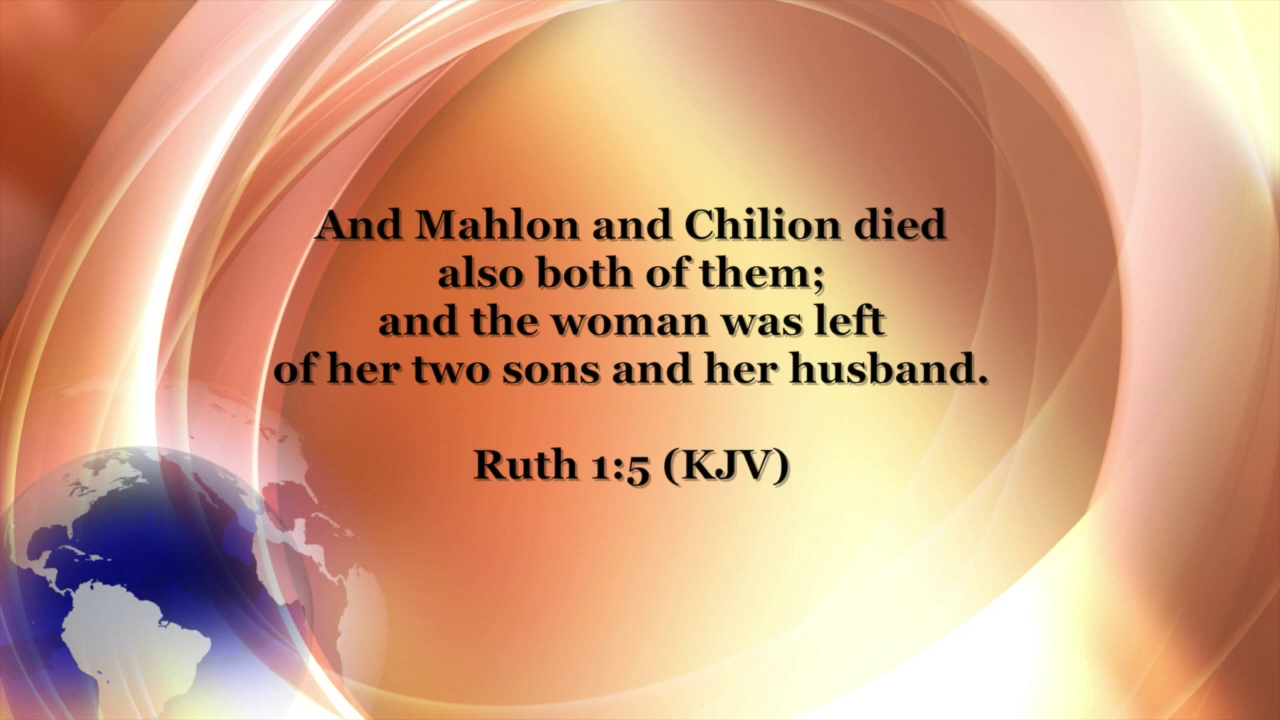 And Mahlon and Chilion died
also both of them;
and the woman was left
of her two sons and her husband.
Ruth 1:5 (KJV)